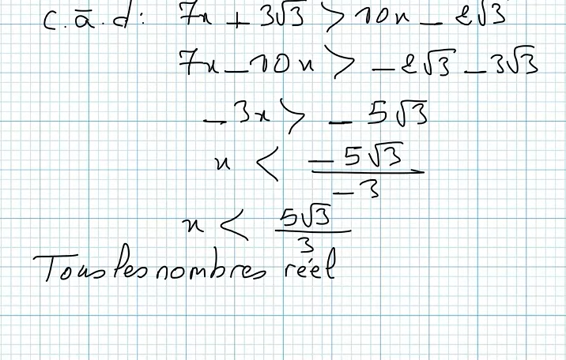 c.ā.d: 7x + 3√3 > 10x - 2√3
7x - 10x > -2√3 - 3√3
-3x > - 5√3
x < -5√3 / -3
x < 5√3 / 3
Tous les nombres réel